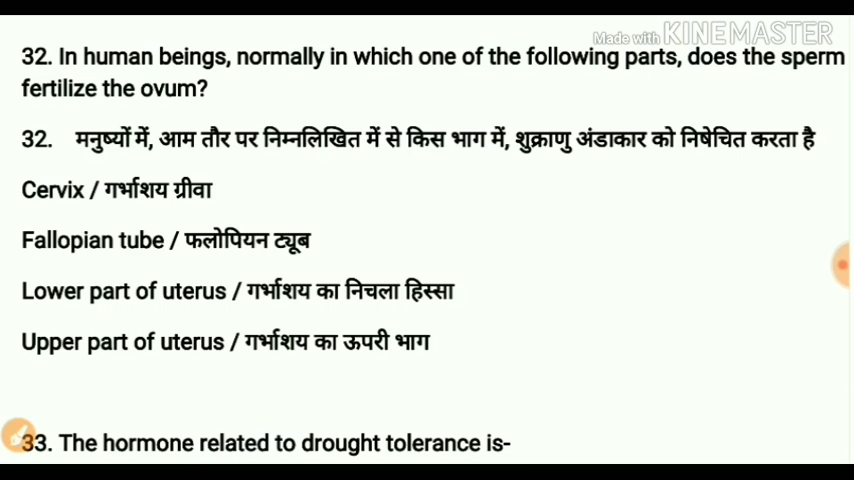 Made with KINEMASTER
32. In human beings, normally in which one of the following parts, does the sperm
fertilize the ovum?
32. मनुष्यों में, आम तौर पर निम्नलिखित में से किस भाग में, शुक्राणु अंडाकार को निषेचित करता है
Cervix / गर्भाशय ग्रीवा
Fallopian tube / फलोपियन ट्यूब
Lower part of uterus / गर्भाशय का निचला हिस्सा
Upper part of uterus / गर्भाशय का ऊपरी भाग
33. The hormone related to drought tolerance is-